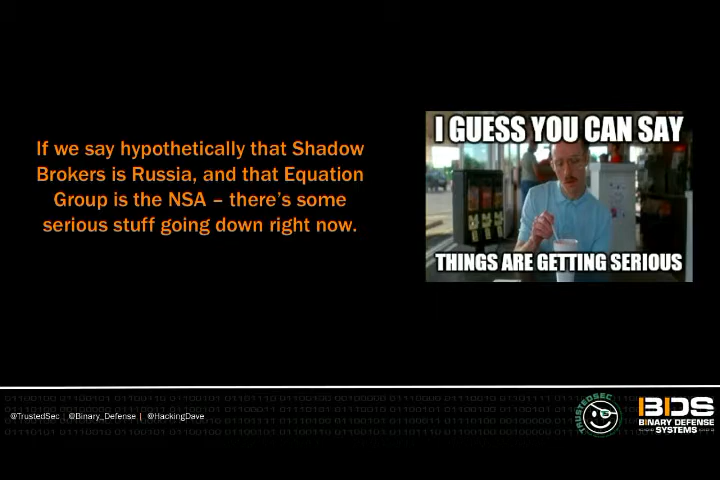 If we say hypothetically that Shadow
Brokers is Russia, and that Equation
Group is the NSA – there's some
serious stuff going down right now.
I GUESS YOU CAN SAY
THINGS ARE GETTING SERIOUS
@TrustedSec | @Binary_Defense | @HackingDave
TRUSTEDSEC
BDS
BINARY DEFENSE
SYSTEMS